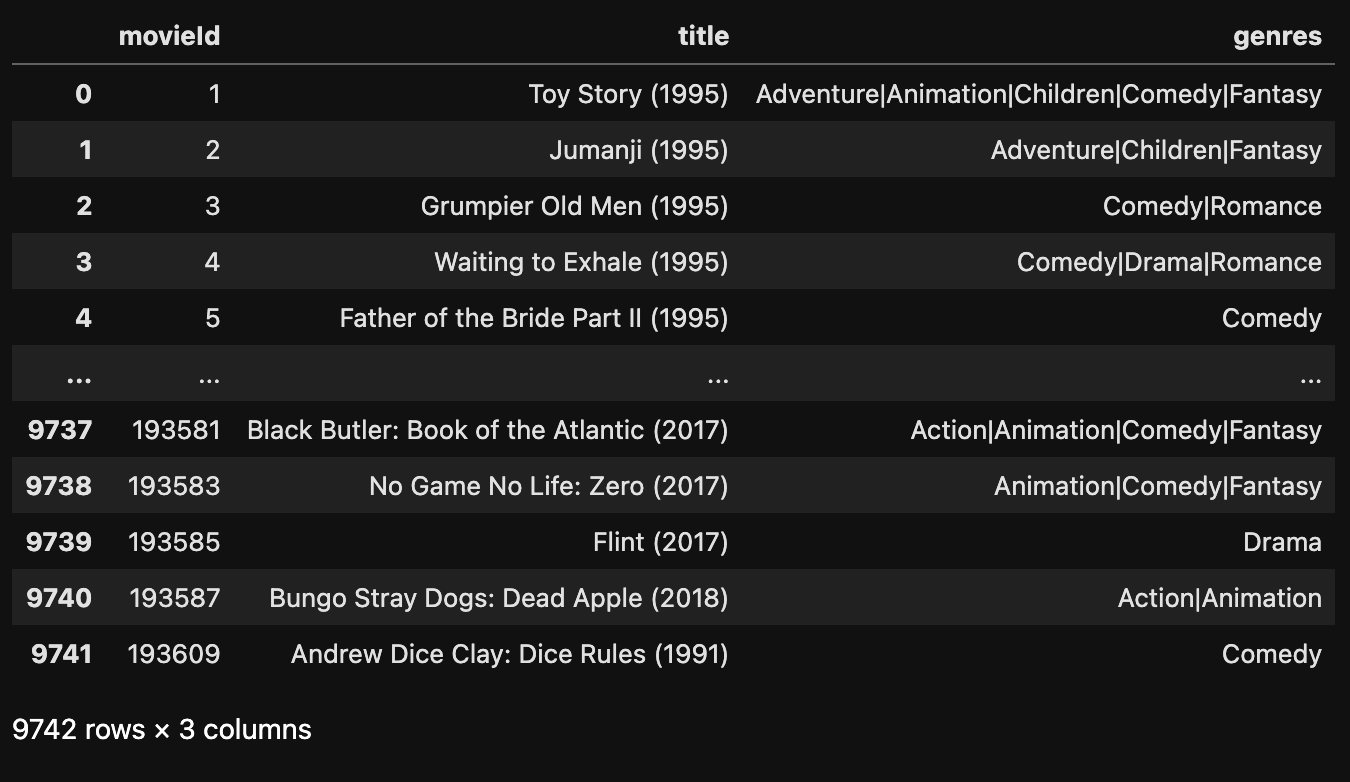 movieId title genres
0 1 Toy Story (1995) Adventure|Animation|Children|Comedy|Fantasy
1 2 Jumanji (1995) Adventure|Children|Fantasy
2 3 Grumpier Old Men (1995) Comedy|Romance
3 4 Waiting to Exhale (1995) Comedy|Drama|Romance
4 5 Father of the Bride Part II (1995) Comedy
... ... ... ...
9737 193581 Black Butler: Book of the Atlantic (2017) Action|Animation|Comedy|Fantasy
9738 193583 No Game No Life: Zero (2017) Animation|Comedy|Fantasy
9739 193585 Flint (2017) Drama
9740 193587 Bungo Stray Dogs: Dead Apple (2018) Action|Animation
9741 193609 Andrew Dice Clay: Dice Rules (1991) Comedy
9742 rows × 3 columns